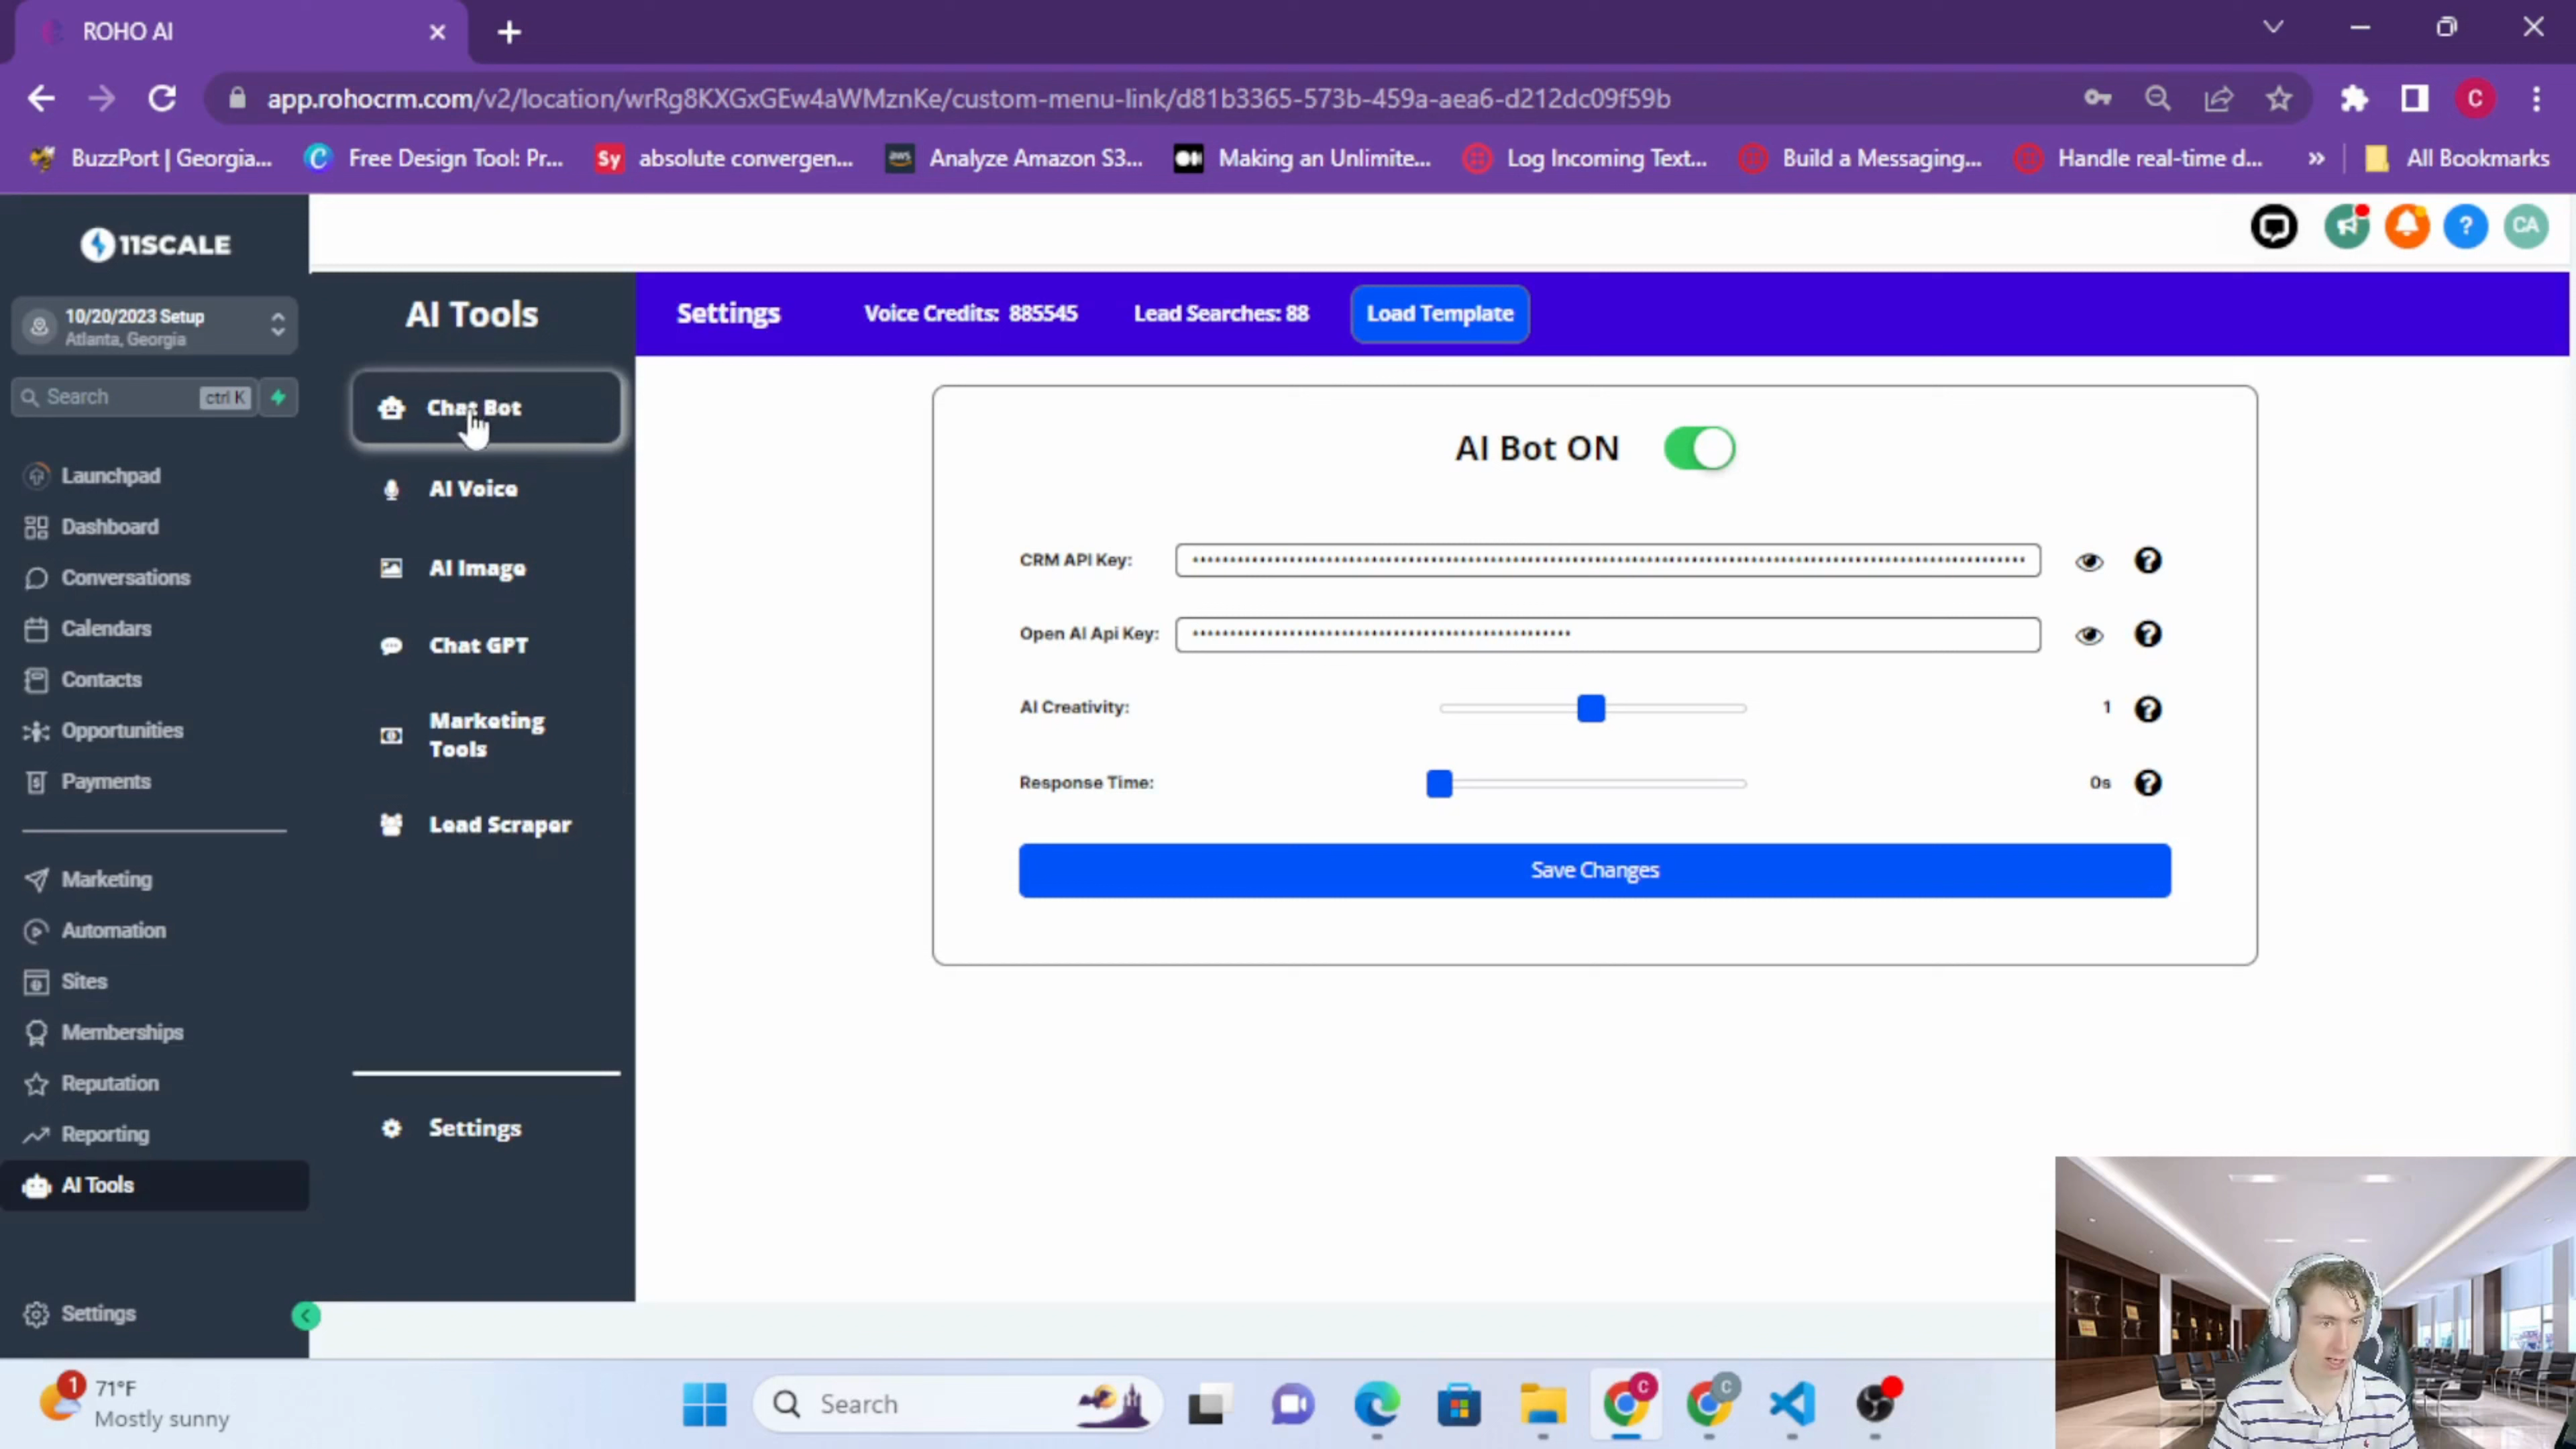 ROHO AI
app.rohocrm.com/v2/location/wrRg8KXGxGEw4aWMznKe/custom-menu-link/d81b3365-573b-459a-aea6-d212dc09f59b
C
BuzzPort | Georgia...
Free Design Tool: Pr...
Sy absolute convergen...
aws Analyze Amazon S3...
Making an Unlimite...
Log Incoming Text...
Build a Messaging...
Handle real-time d...
»
All Bookmarks
11SCALE
CA
10/20/2023 Setup
Atlanta, Georgia
Search ctrl K
Launchpad
Dashboard
Conversations
Calendars
Contacts
Opportunities
Payments
Marketing
Automation
Sites
Memberships
Reputation
Reporting
AI Tools
Settings
AI Tools
Chat Bot
AI Voice
AI Image
Chat GPT
Marketing
Tools
Lead Scraper
Settings
Settings
Voice Credits: 885545
Lead Searches: 88
Load Template
AI Bot ON
CRM API Key:
Open AI Api Key:
AI Creativity: 1
Response Time: 0s
Save Changes
1
71°F
Mostly sunny
Search
C
C